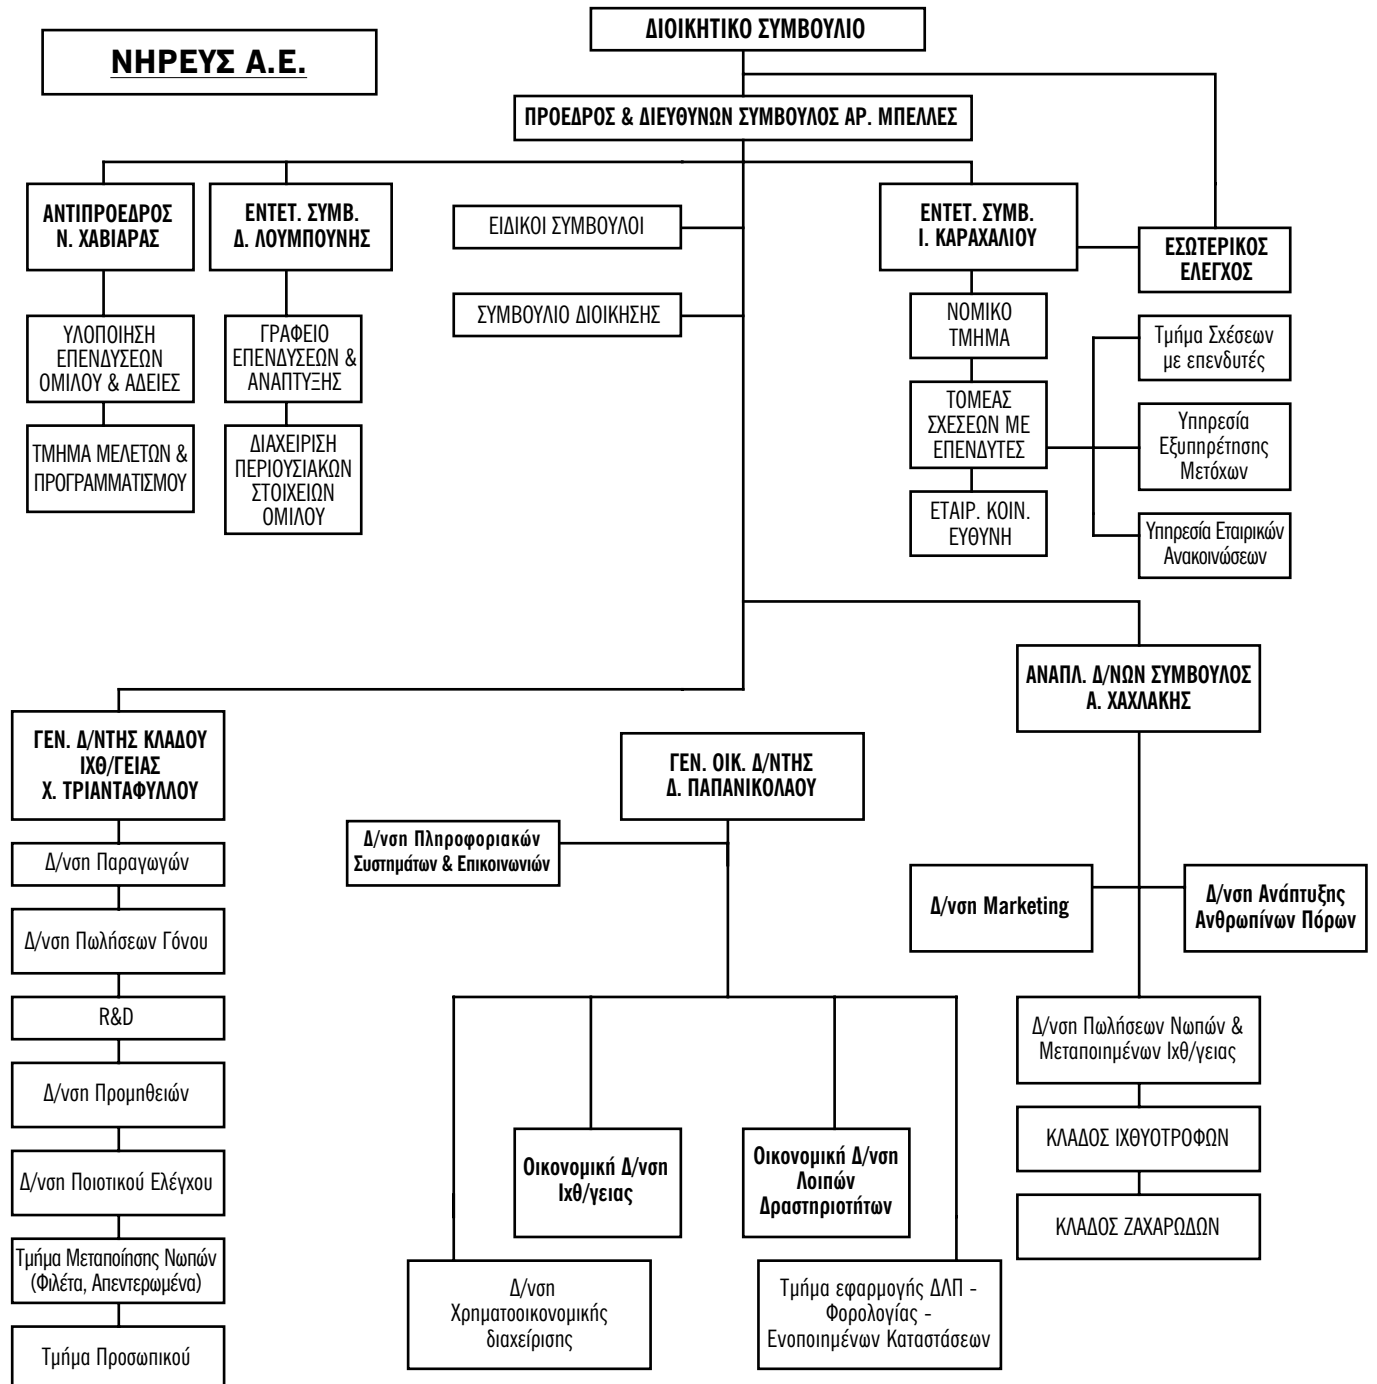 ΔΙΟΙΚΗΤΙΚΟ ΣΥΜΒΟΥΛΙΟ
ΝΗΡΕΥΣ Α.Ε.
ΠΡΟΕΔΡΟΣ & ΔΙΕΥΘΥΝΩΝ ΣΥΜΒΟΥΛΟΣ ΑΡ. ΜΠΕΛΛΕΣ
ΑΝΤΙΠΡΟΕΔΡΟΣ
Ν. ΧΑΒΙΑΡΑΣ
ΕΝΤΕΤ. ΣΥΜΒ.
Δ. ΛΟΥΜΠΟΥΝΗΣ
ΕΙΔΙΚΟΙ ΣΥΜΒΟΥΛΟΙ
ΕΝΤΕΤ. ΣΥΜΒ.
Ι. ΚΑΡΑΧΑΛΙΟΥ
ΕΣΩΤΕΡΙΚΟΣ
ΕΛΕΓΧΟΣ
ΥΛΟΠΟΙΗΣΗ
ΕΠΕΝΔΥΣΕΩΝ
ΟΜΙΛΟΥ & ΑΔΕΙΕΣ
ΓΡΑΦΕΙΟ
ΕΠΕΝΔΥΣΕΩΝ &
ΑΝΑΠΤΥΞΗΣ
ΣΥΜΒΟΥΛΙΟ ΔΙΟΙΚΗΣΗΣ
ΝΟΜΙΚΟ
ΤΜΗΜΑ
Τμήμα Σχέσεων
με επενδυτές
ΤΜΗΜΑ ΜΕΛΕΤΩΝ &
ΠΡΟΓΡΑΜΜΑΤΙΣΜΟΥ
ΔΙΑΧΕΙΡΙΣΗ
ΠΕΡΙΟΥΣΙΑΚΩΝ
ΣΤΟΙΧΕΙΩΝ
ΟΜΙΛΟΥ
ΤΟΜΕΑΣ
ΣΧΕΣΕΩΝ ΜΕ
ΕΠΕΝΔΥΤΕΣ
Υπηρεσία
Εξυπηρέτησης
Μετόχων
ΕΤΑΙΡ. ΚΟΙΝ.
ΕΥΘΥΝΗ
Υπηρεσία Εταιρικών
Ανακοινώσεων
ΑΝΑΠΛ. Δ/ΝΩΝ ΣΥΜΒΟΥΛΟΣ
Α. ΧΑΧΛΑΚΗΣ
ΓΕΝ. Δ/ΝΤΗΣ ΚΛΑΔΟΥ
ΙΧΘ/ΓΕΙΑΣ
Χ. ΤΡΙΑΝΤΑΦΥΛΛΟΥ
ΓΕΝ. ΟΙΚ. Δ/ΝΤΗΣ
Δ. ΠΑΠΑΝΙΚΟΛΑΟΥ
Δ/νση Πληροφοριακών
Συστημάτων & Επικοινωνιών
Δ/νση Παραγωγών
Δ/νση Marketing
Δ/νση Ανάπτυξης
Ανθρωπίνων Πόρων
Δ/νση Πωλήσεων Γόνου
R&D
Δ/νση Πωλήσεων Νωπών &
Μεταποιημένων Ιχθ/γειας
Δ/νση Προμηθειών
ΚΛΑΔΟΣ ΙΧΘΥΟΤΡΟΦΩΝ
Δ/νση Ποιοτικού Ελέγχου
Οικονομική Δ/νση
Ιχθ/γειας
Οικονομική Δ/νση
Λοιπών
Δραστηριοτήτων
ΚΛΑΔΟΣ ΖΑΧΑΡΩΔΩΝ
Τμήμα Μεταποίησης Νωπών
(Φιλέτα, Απεντερωμένα)
Δ/νση
Χρηματοοικονομικής
διαχείρισης
Τμήμα εφαρμογής ΔΛΠ -
Φορολογίας -
Ενοποιημένων Καταστάσεων
Τμήμα Προσωπικού